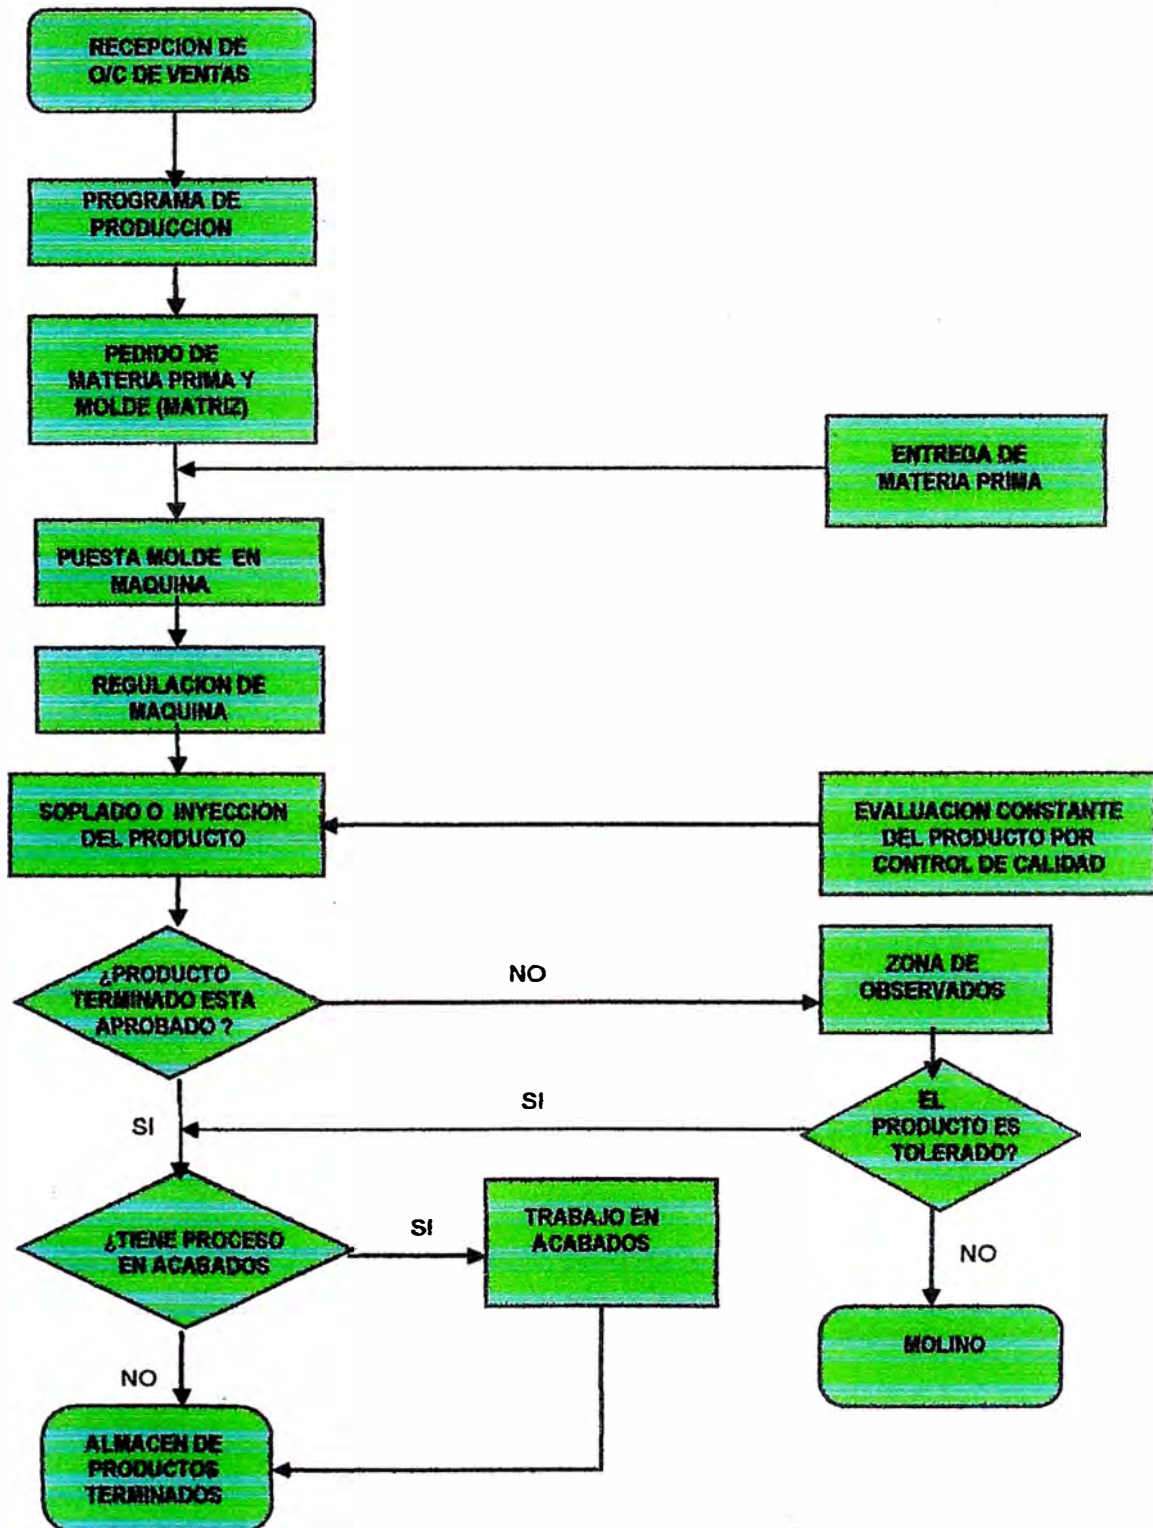 RECEPCION DE
O/C DE VENTAS
PROGRAMA DE
PRODUCCION
PEDIDO DE
MATERIA PRIMA Y
MOLDE (MATRIZ)
ENTREGA DE
MATERIA PRIMA
PUESTA MOLDE EN
MAQUINA
REGULACION DE
MAQUINA
SOPLADO O INYECCION
DEL PRODUCTO
EVALUACION CONSTANTE
DEL PRODUCTO POR
CONTROL DE CALIDAD
¿PRODUCTO
TERMINADO ESTA
APROBADO ?
NO
ZONA DE
OBSERVADOS
SI
SI
EL
PRODUCTO ES
TOLERADO?
¿TIENE PROCESO
EN ACABADOS
SI
TRABAJO EN
ACABADOS
NO
MOLINO
NO
ALMACEN DE
PRODUCTOS
TERMINADOS